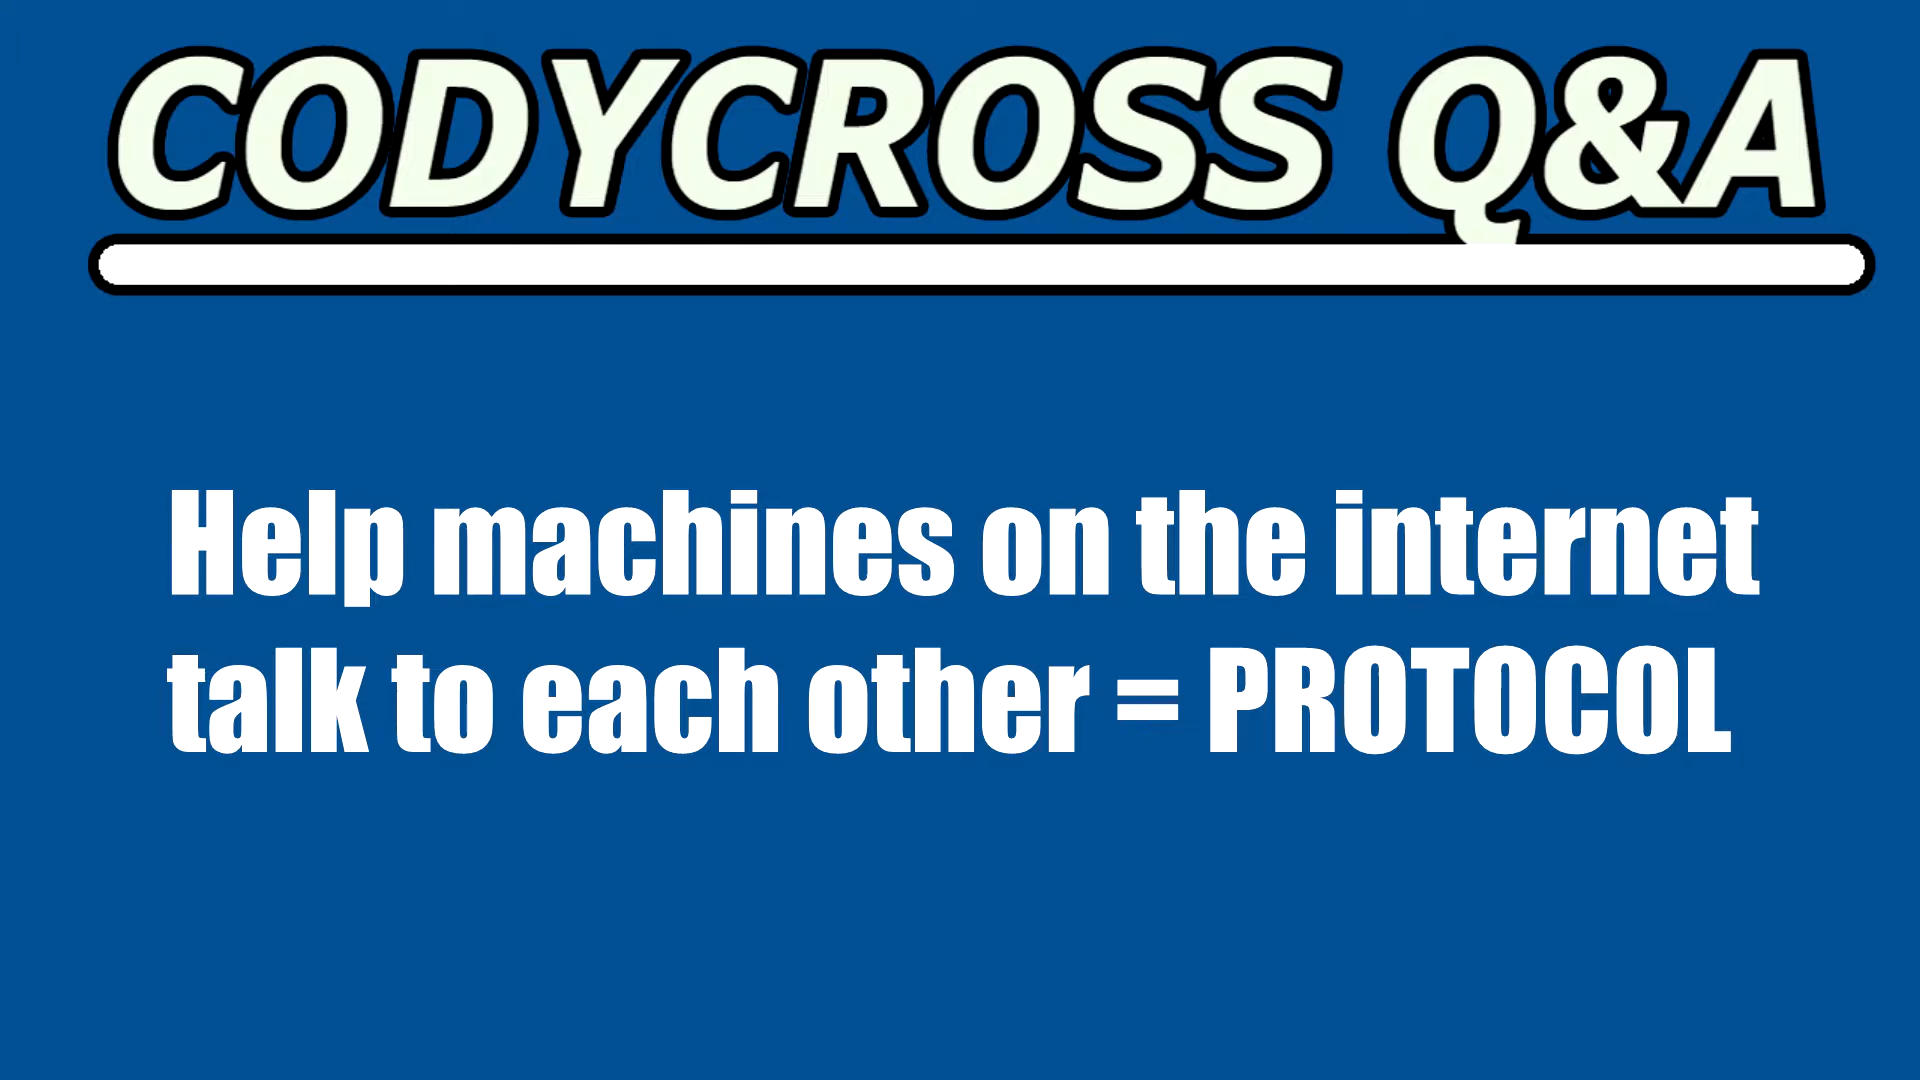 CODYCROSS Q&A
Help machines on the internet
talk to each other = PROTOCOL